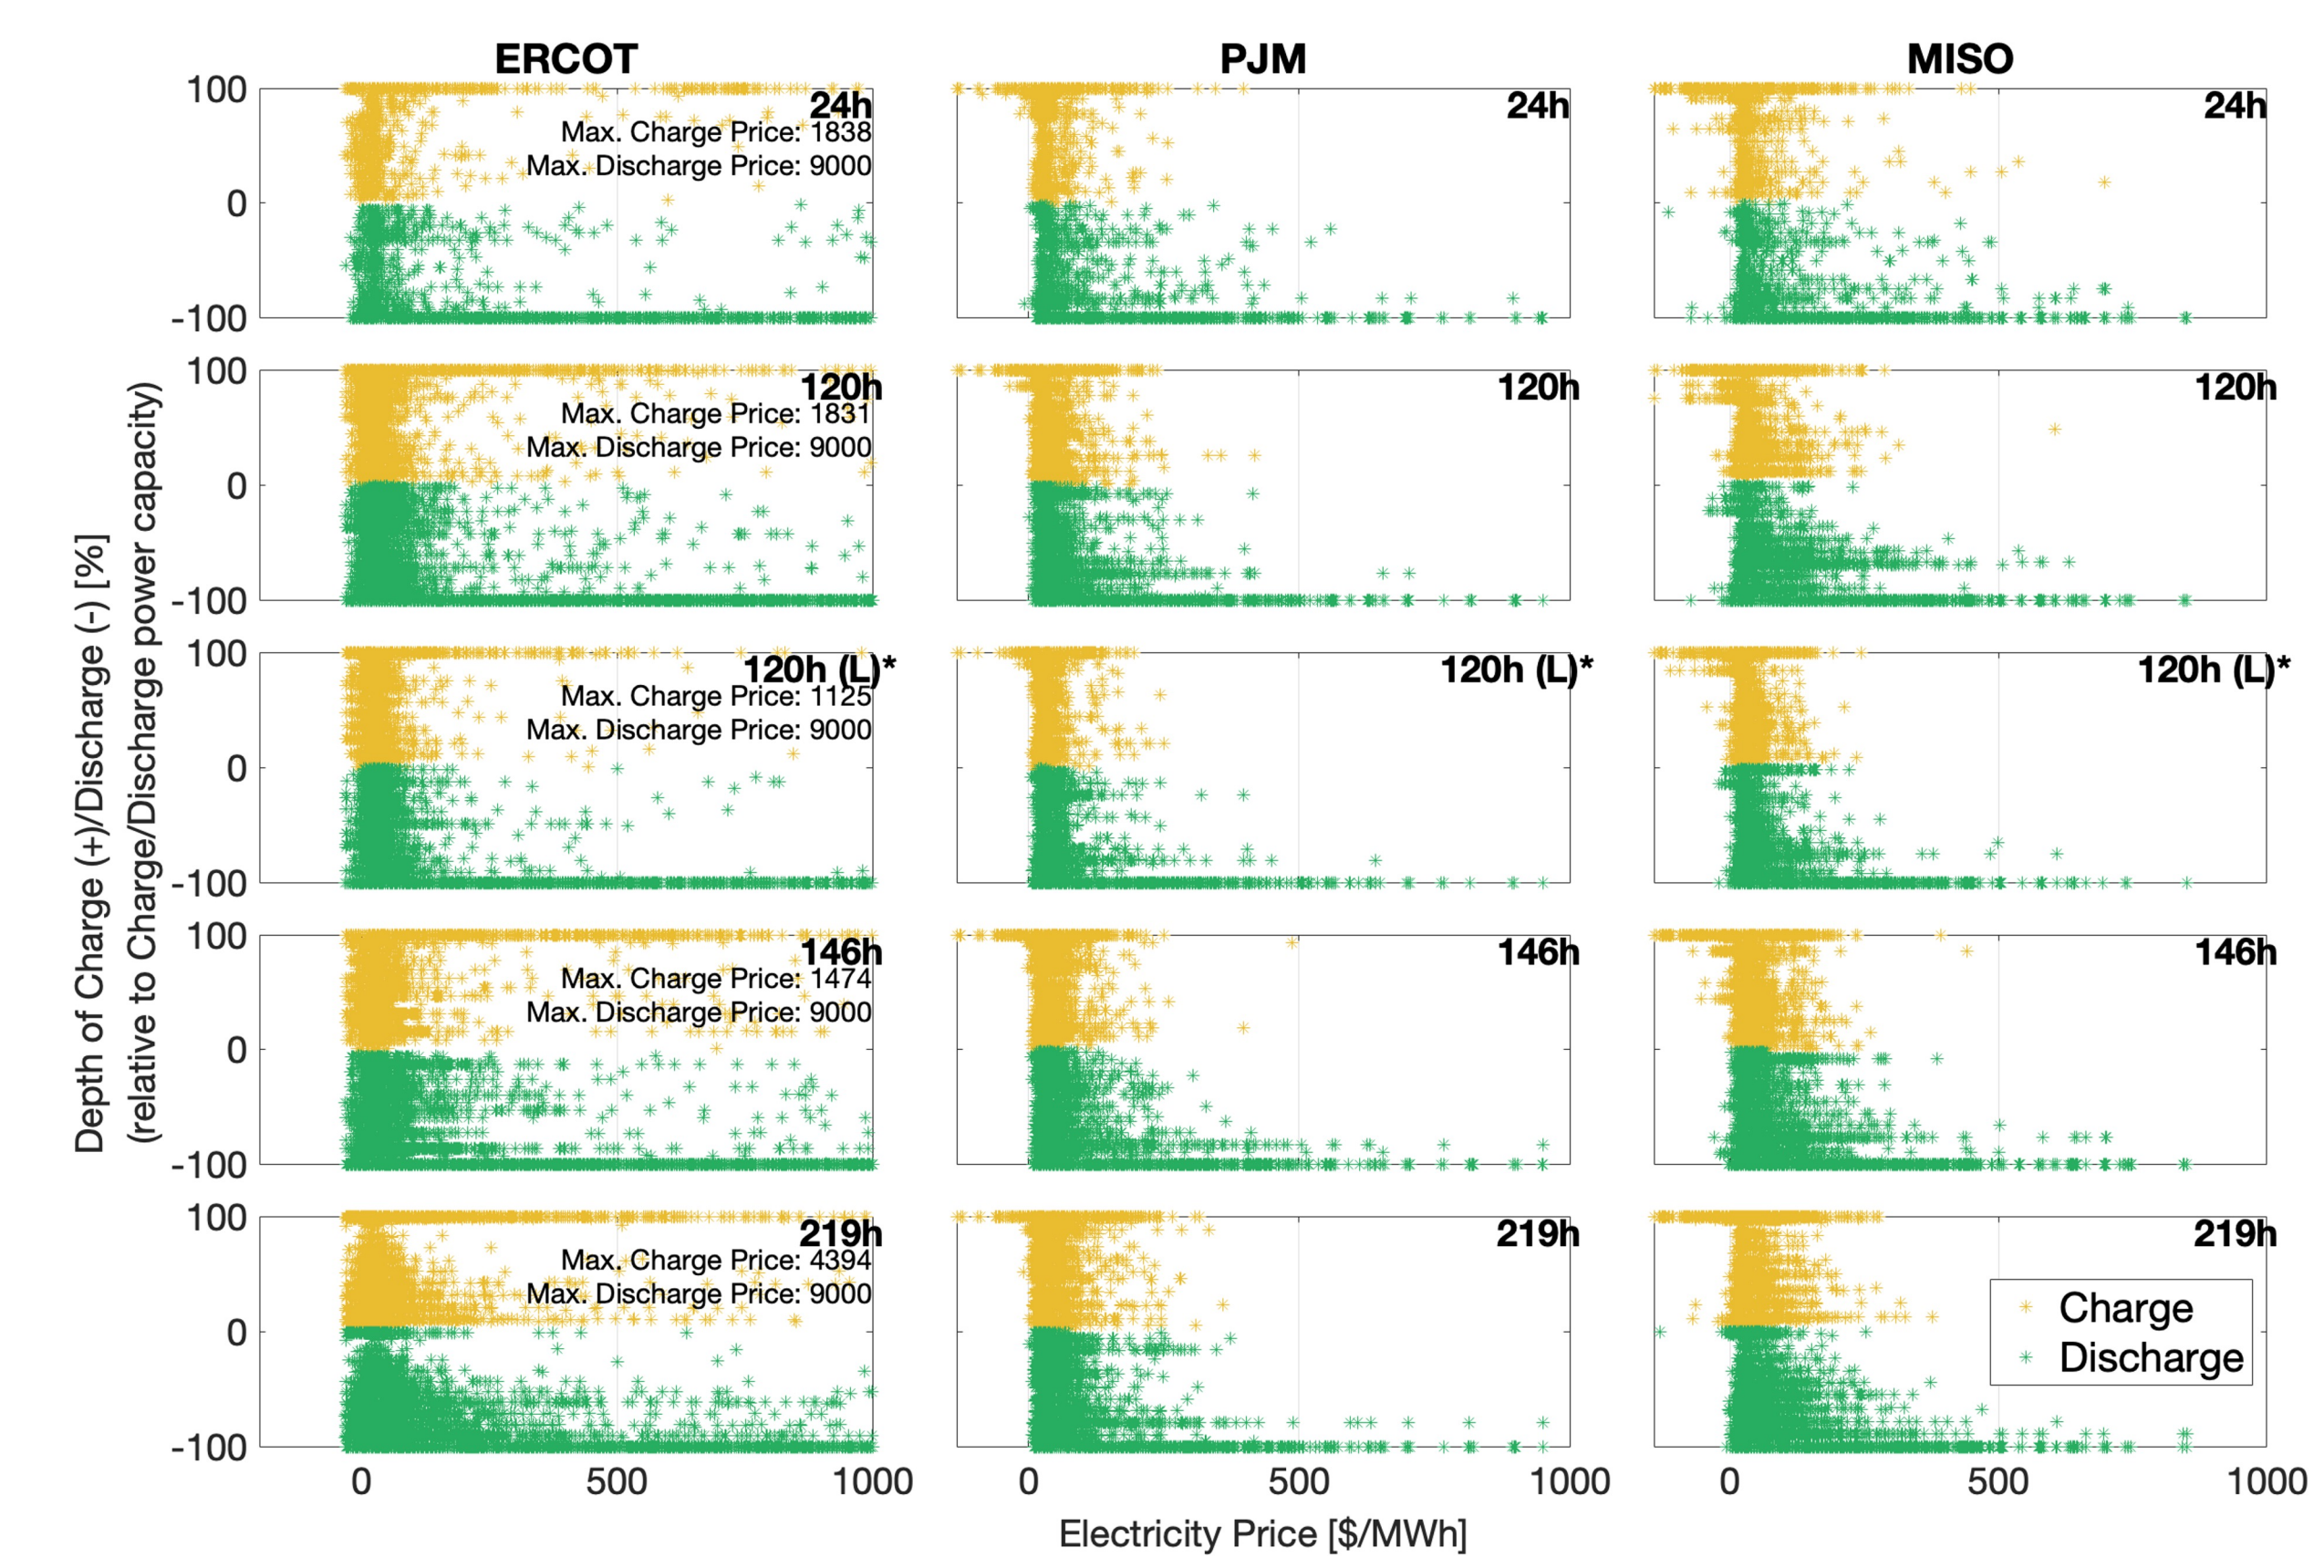 ERCOT PJM MISO
100 24h 24h 24h
Max. Charge Price: 1838
Max. Discharge Price: 9000
0
-100
100 120h 120h 120h
Max. Charge Price: 1831
Max. Discharge Price: 9000
0
-100
100 120h (L)* 120h (L)* 120h (L)*
Max. Charge Price: 1125
Max. Discharge Price: 9000
0
-100
100 146h 146h 146h
Max. Charge Price: 1474
Max. Discharge Price: 9000
0
-100
100 219h 219h 219h
Max. Charge Price: 4394
Max. Discharge Price: 9000
0
-100
Charge
Discharge
0 500 1000 0 500 1000 0 500 1000
Electricity Price [$/MWh]
Depth of Charge (+)/Discharge (-) [%]
(relative to Charge/Discharge power capacity)